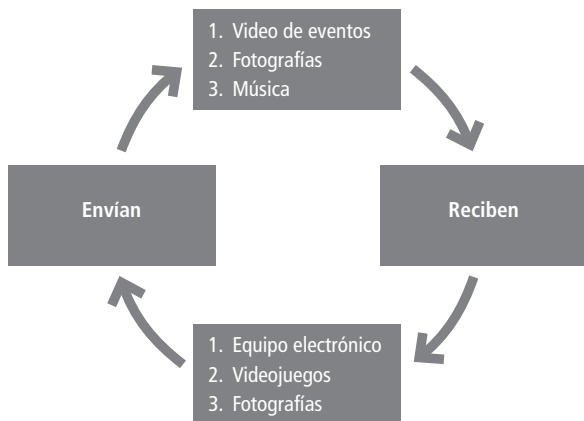 1. Video de eventos
2. Fotografías
3. Música
Envían
Reciben
1. Equipo electrónico
2. Videojuegos
3. Fotografías